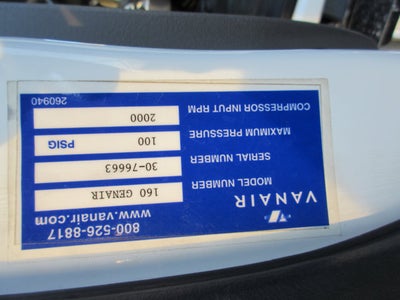 VANAIR
800-526-8817
www.vanair.com
MODEL NUMBER
160 GENAIR
SERIAL NUMBER
30-76663
MAXIMUM PRESSURE
100 PSIG
COMPRESSOR INPUT RPM
2000
260940